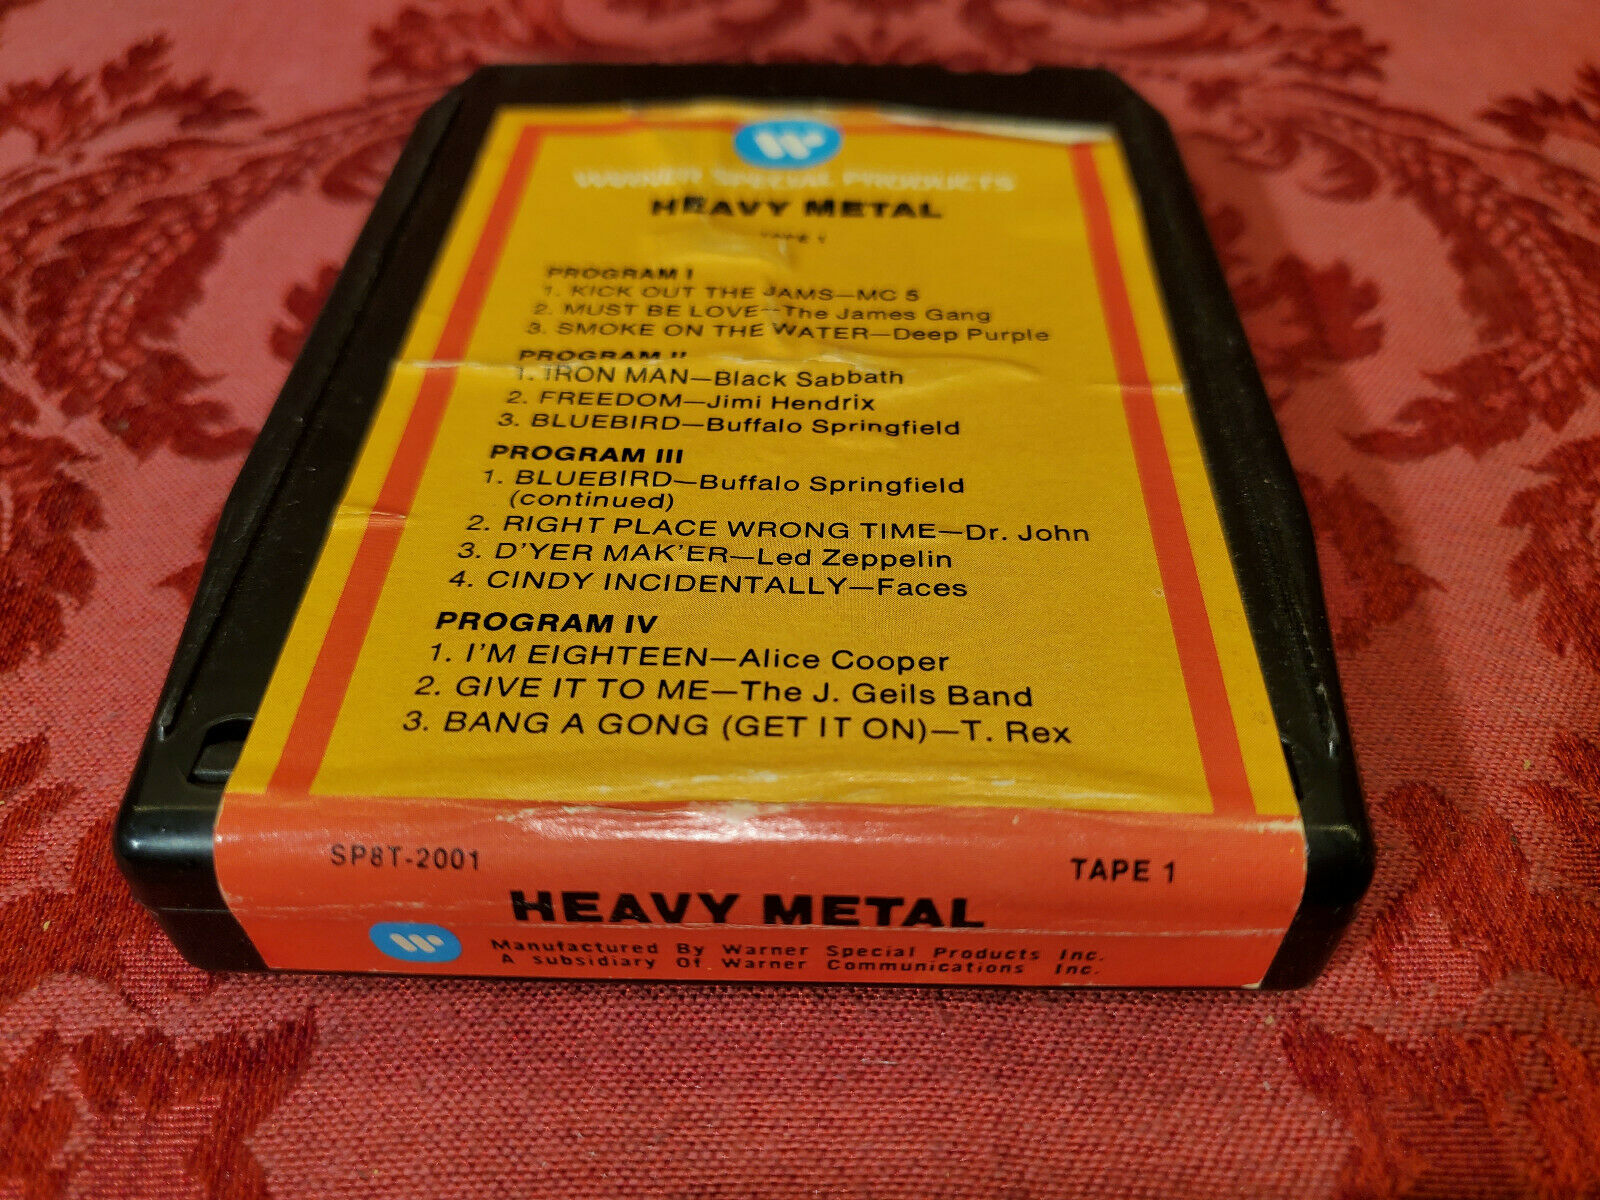 WARNER SPECIAL PRODUCTS
HEAVY METAL
TAPE 1
PROGRAM I
1. KICK OUT THE JAMS—MC 5
2. MUST BE LOVE—The James Gang
3. SMOKE ON THE WATER—Deep Purple
PROGRAM II
1. IRON MAN—Black Sabbath
2. FREEDOM—Jimi Hendrix
3. BLUEBIRD—Buffalo Springfield
PROGRAM III
1. BLUEBIRD—Buffalo Springfield
(continued)
2. RIGHT PLACE WRONG TIME—Dr. John
3. D'YER MAK'ER—Led Zeppelin
4. CINDY INCIDENTALLY—Faces
PROGRAM IV
1. I'M EIGHTEEN—Alice Cooper
2. GIVE IT TO ME—The J. Geils Band
3. BANG A GONG (GET IT ON)—T. Rex
SP8T-2001
TAPE 1
HEAVY METAL
Manufactured By Warner Special Products Inc.
A subsidiary Of Warner Communications Inc.